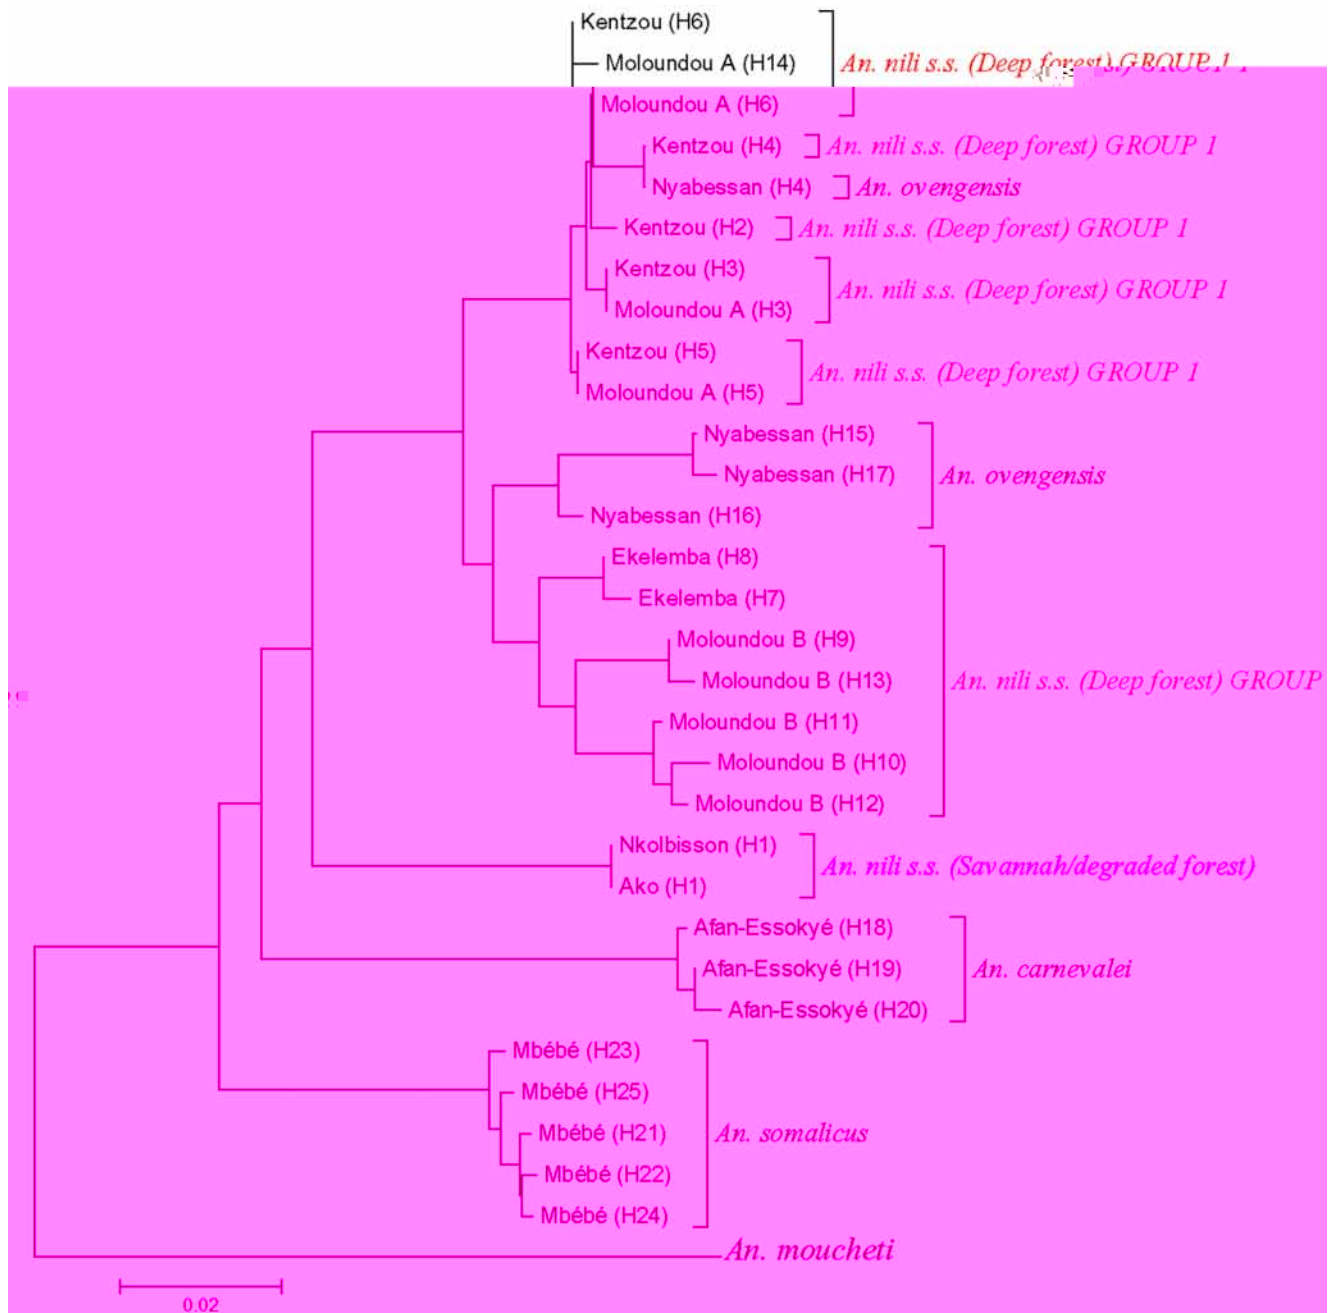 Kentzou (H6)
Moloundou A (H14)
An. nili s.s. (Deep forest) GROUP 1
Moloundou A (H6)
Kentzou (H4)
An. nili s.s. (Deep forest) GROUP 1
Nyabessan (H4)
An. ovengensis
Kentzou (H2)
An. nili s.s. (Deep forest) GROUP 1
Kentzou (H3)
An. nili s.s. (Deep forest) GROUP 1
Moloundou A (H3)
Kentzou (H5)
An. nili s.s. (Deep forest) GROUP 1
Moloundou A (H5)
Nyabessan (H15)
Nyabessan (H17)
An. ovengensis
Nyabessan (H16)
Ekelemba (H8)
Ekelemba (H7)
Moloundou B (H9)
Moloundou B (H13)
An. nili s.s. (Deep forest) GROUP
Moloundou B (H11)
Moloundou B (H10)
Moloundou B (H12)
Nkolbisson (H1)
An. nili s.s. (Savannah/degraded forest)
Ako (H1)
Afan-Essokyé (H18)
Afan-Essokyé (H19)
An. carnevalei
Afan-Essokyé (H20)
Mbébé (H23)
Mbébé (H25)
Mbébé (H21)
An. somalicus
Mbébé (H22)
Mbébé (H24)
An. moucheti
0.02